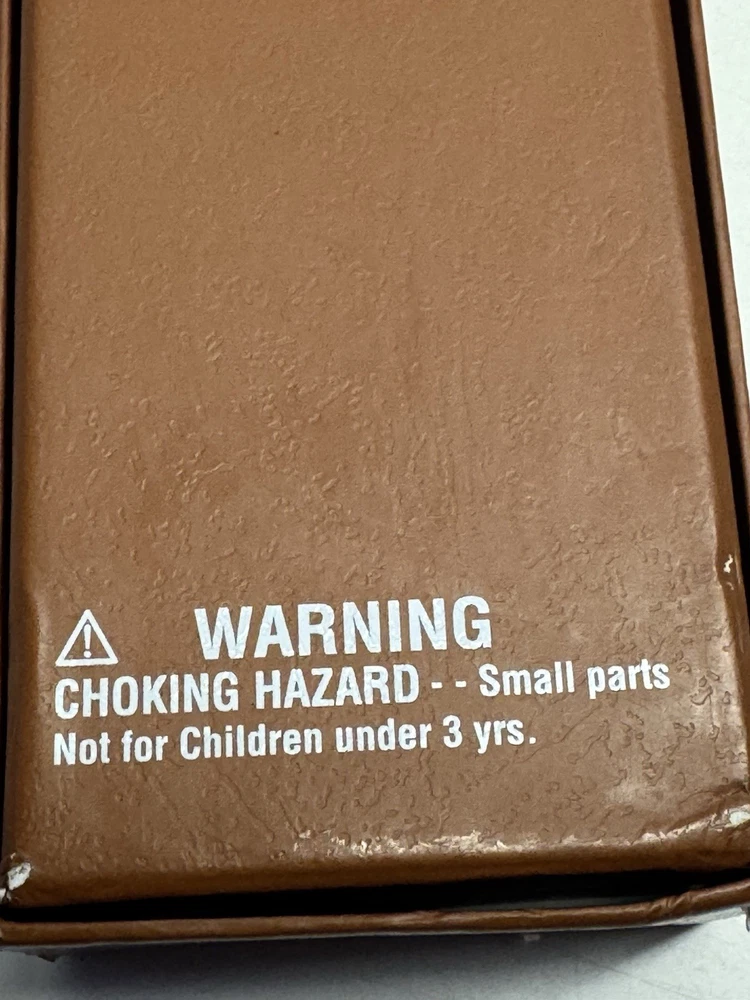 WARNING
CHOKING HAZARD - - Small parts
Not for Children under 3 yrs.